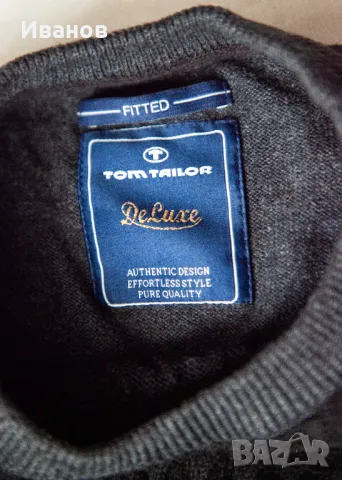 Иванов
FITTED
TOM TAILOR
DeLuxe
AUTHENTIC DESIGN
EFFORTLESS STYLE
PURE QUALITY
BAZAR